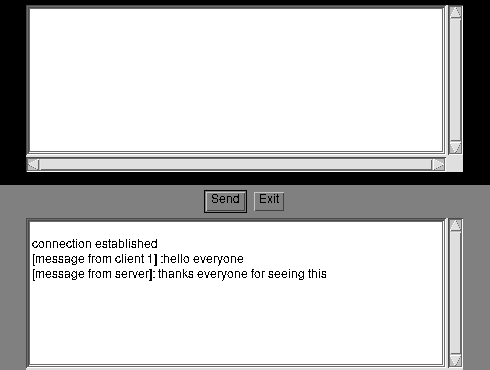 Send Exit
connection established
[message from client 1] :hello everyone
[message from server]: thanks everyone for seeing this